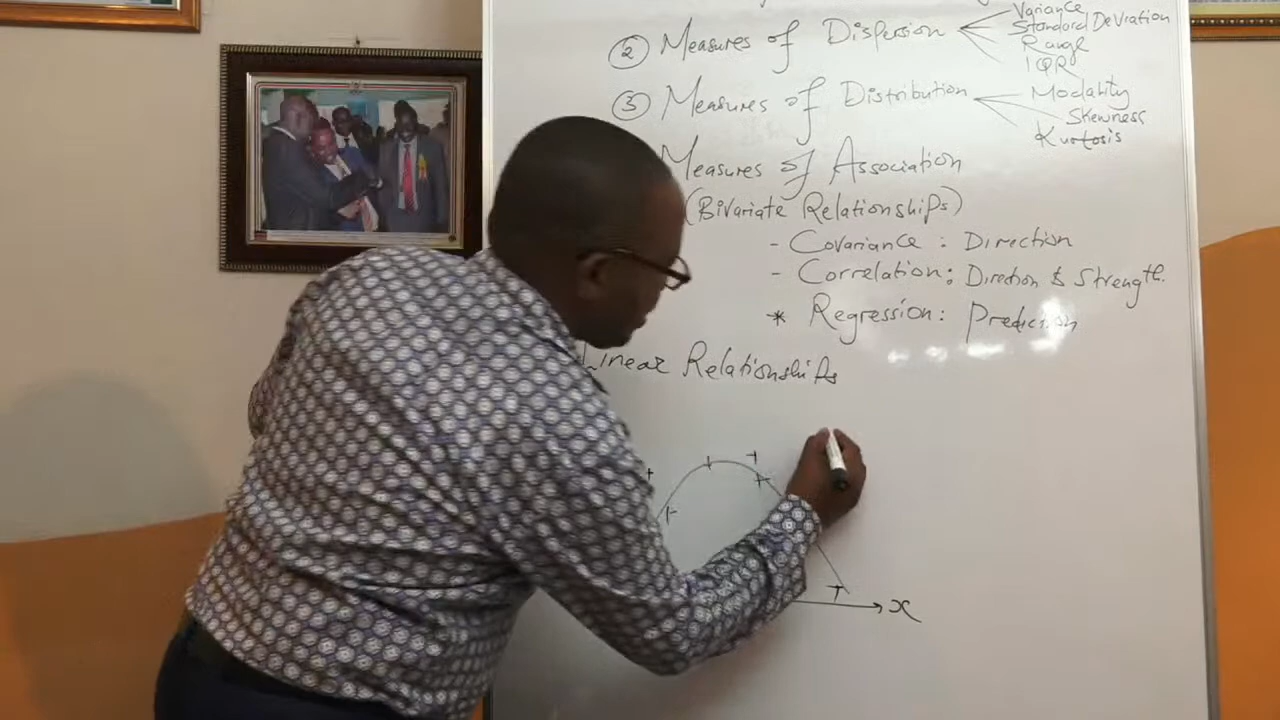 ② Measures of Dispersion
Variance
Standard Deviation
Range
IQR
③ Measures of Distribution
Modality
Skewness
Kurtosis
Measures of Association
(Bivariate Relationships)
- Covariance : Direction
- Correlation : Direction & Strength.
* Regression : Prediction
Linear Relationships
x